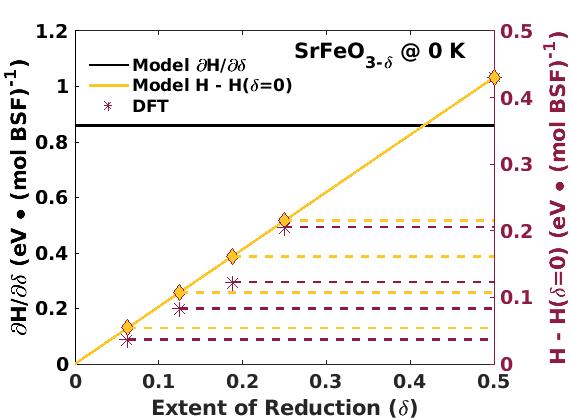 SrFeO3-δ @ 0 K
Model ∂H/∂δ
Model H - H(δ=0)
DFT
1.2
1
0.8
0.6
0.4
0.2
0
0.5
0.4
0.3
0.2
0.1
0
0
0.1
0.2
0.3
0.4
0.5
∂H/∂δ (eV • (mol BSF)-1)
H - H(δ=0) (eV • (mol BSF)-1)
Extent of Reduction (δ)